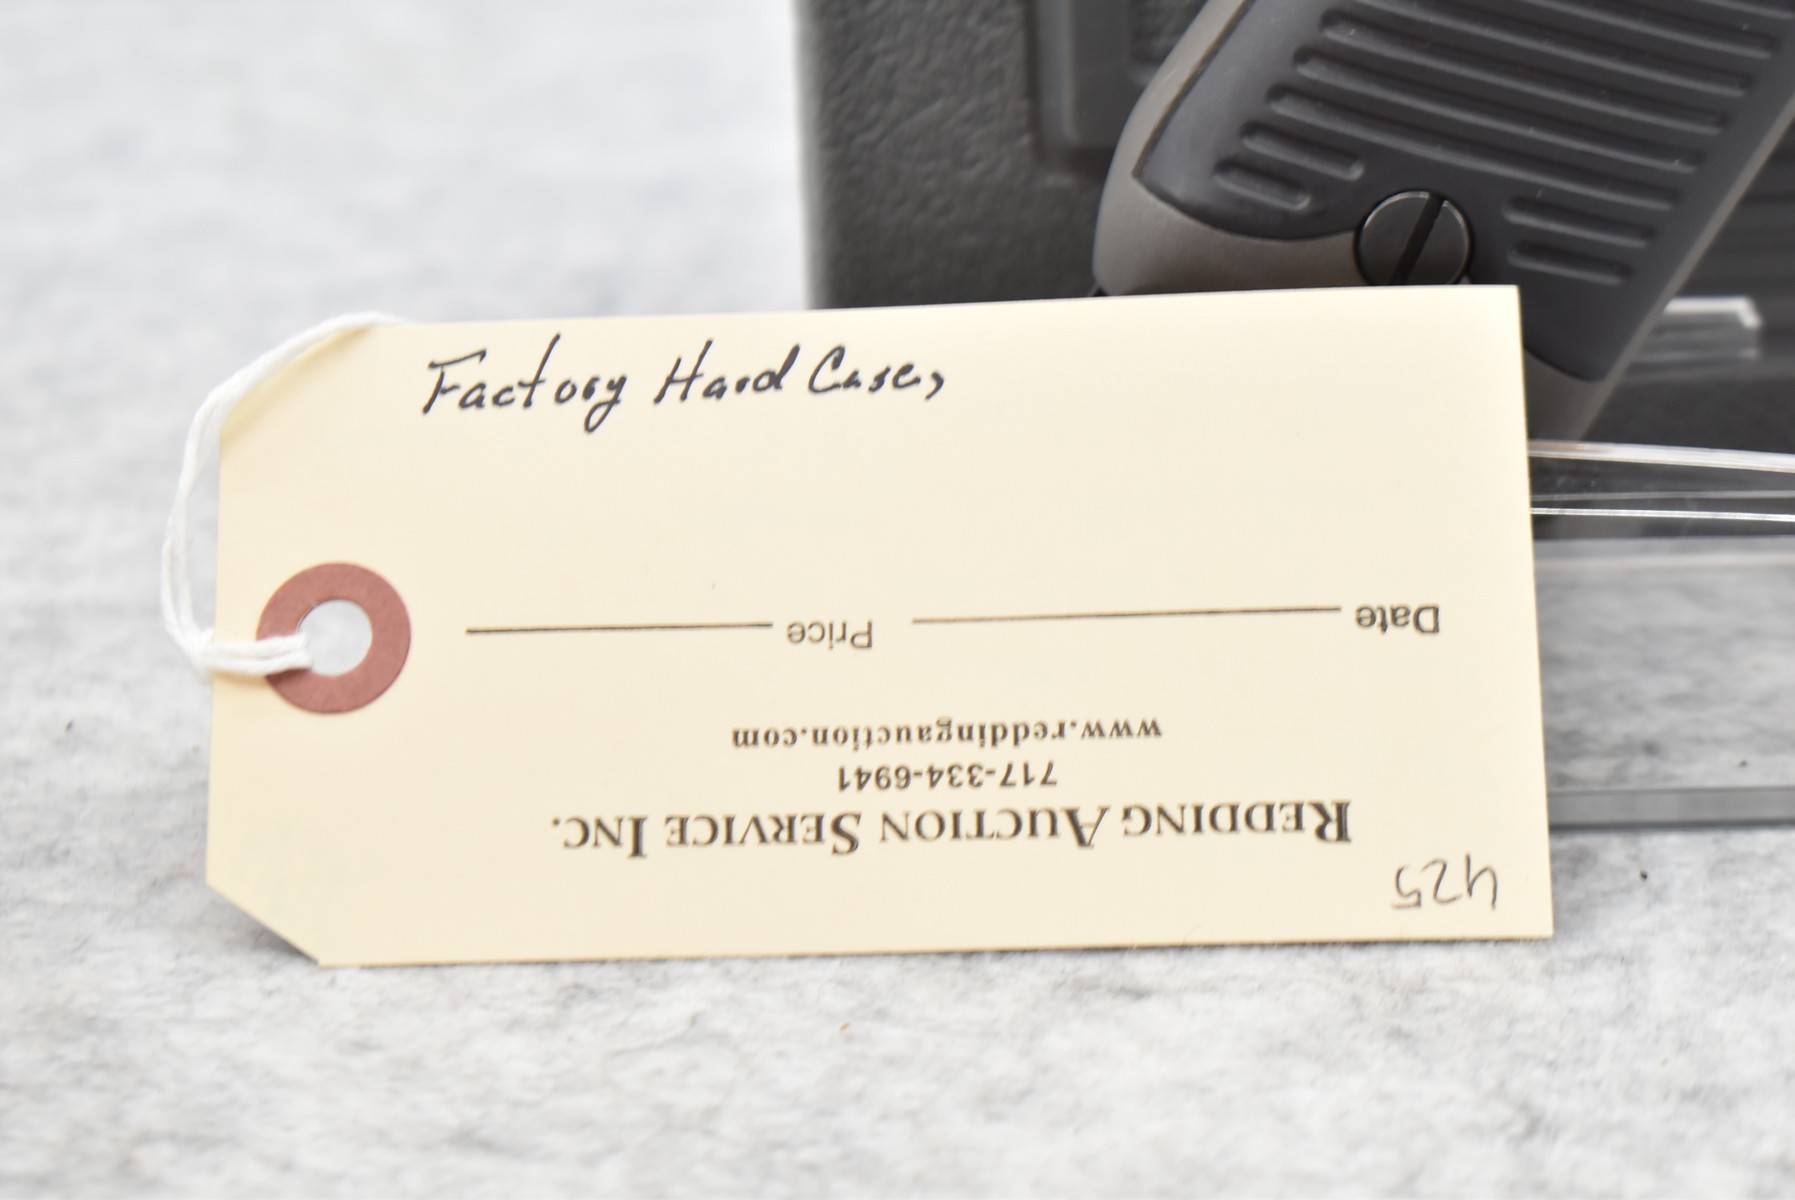 Factory Hard Case,
425
REDDING AUCTION SERVICE INC.
717-334-6941
www.reddingauction.com
Date Price